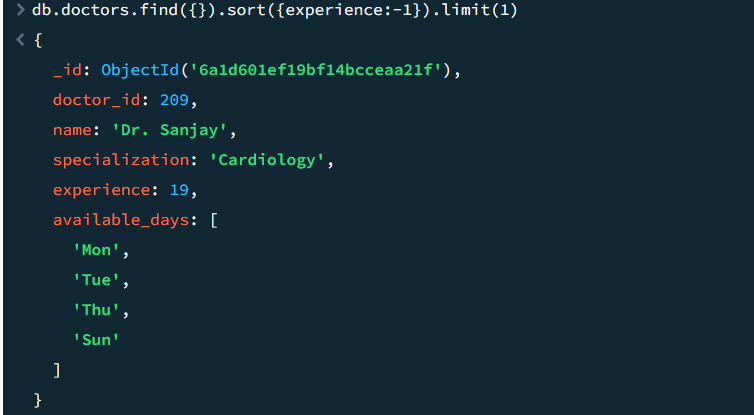 > db.doctors.find({}).sort({experience:-1}).limit(1)
< {
_id: ObjectId('6a1d601ef19bf14bcceaa21f'),
doctor_id: 209,
name: 'Dr. Sanjay',
specialization: 'Cardiology',
experience: 19,
available_days: [
'Mon',
'Tue',
'Thu',
'Sun'
]
}